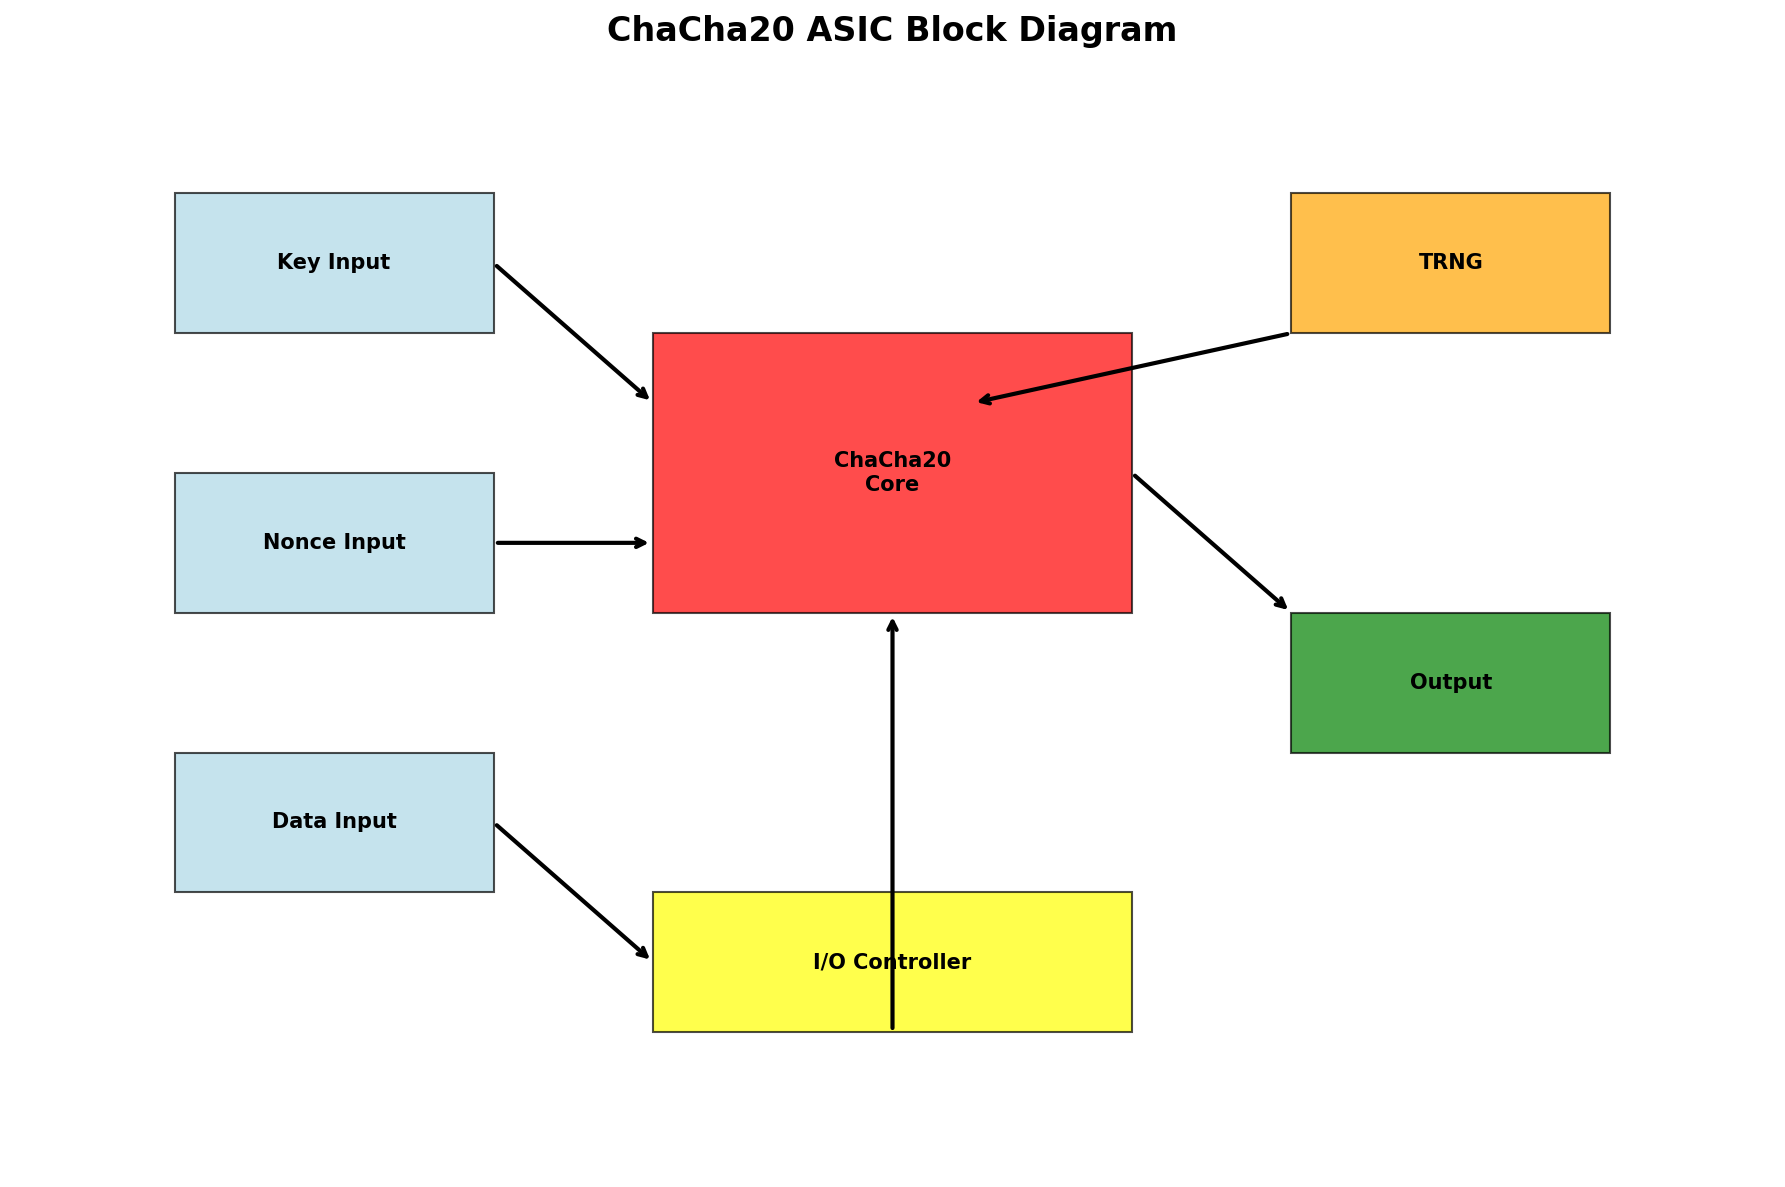 ChaCha20 ASIC Block Diagram
Key Input
TRNG
ChaCha20
Core
Nonce Input
Output
Data Input
I/O Controller